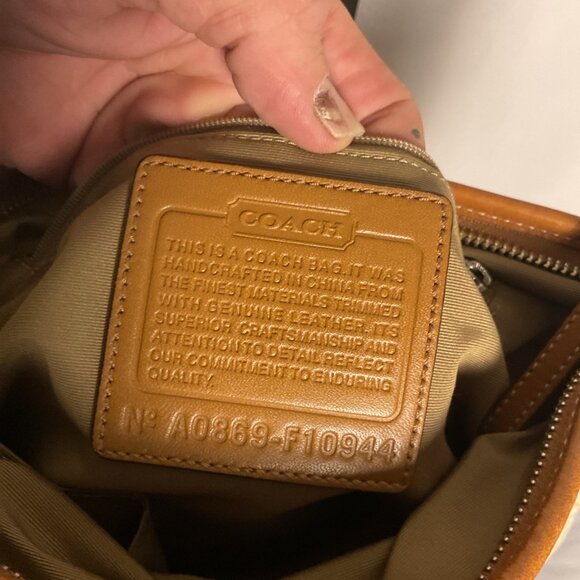 COACH
THIS IS A COACH BAG. IT WAS
HANDCRAFTED IN CHINA FROM
THE FINEST MATERIALS TRIMMED
WITH GENUINE LEATHER. ITS
SUPERIOR CRAFTSMANSHIP AND
ATTENTION TO DETAIL REFLECT
OUR COMMITMENT TO ENDURING
QUALITY.
Nº A0869-F10944